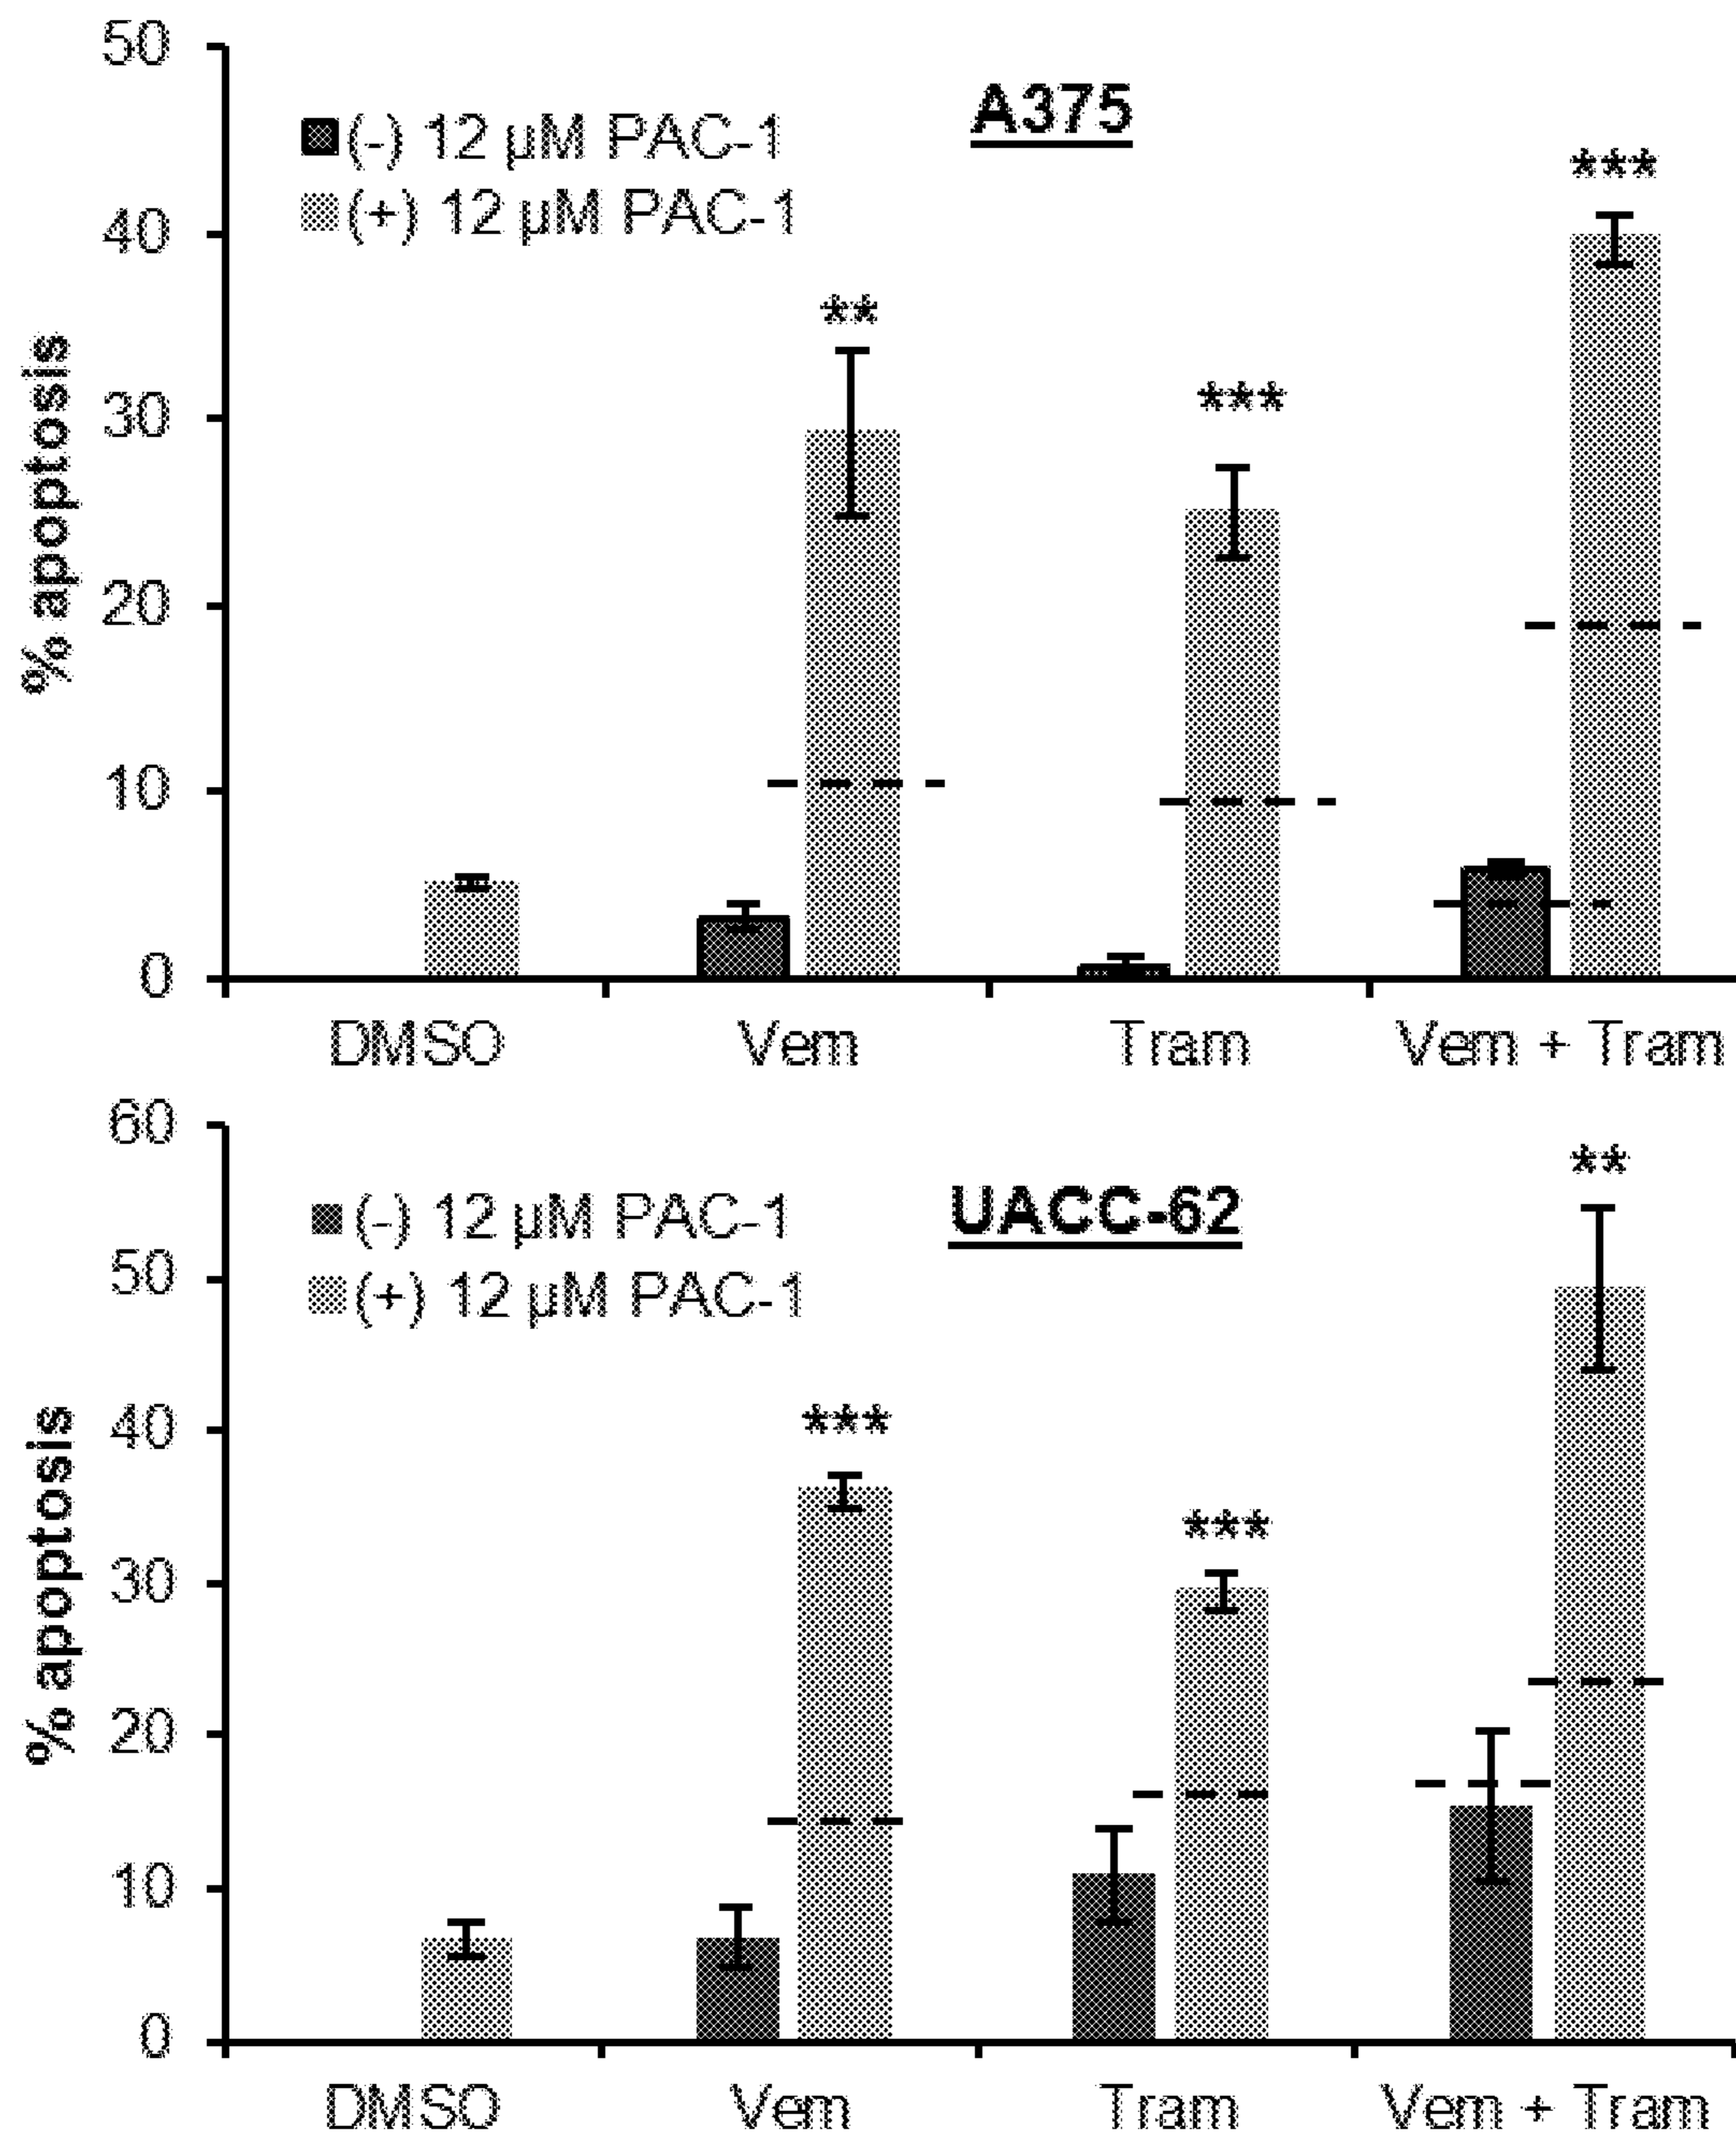 50
A375
(-) 12 µM PAC-1
***
(+) 12 µM PAC-1
40
**
***
30
% apoptosis
20
10
0
DMSO Vem Tram Vem + Tram
60
**
(-) 12 µM PAC-1
UACC-62
50
(+) 12 µM PAC-1
***
40
***
30
% apoptosis
20
10
0
DMSO Vem Tram Vem + Tram